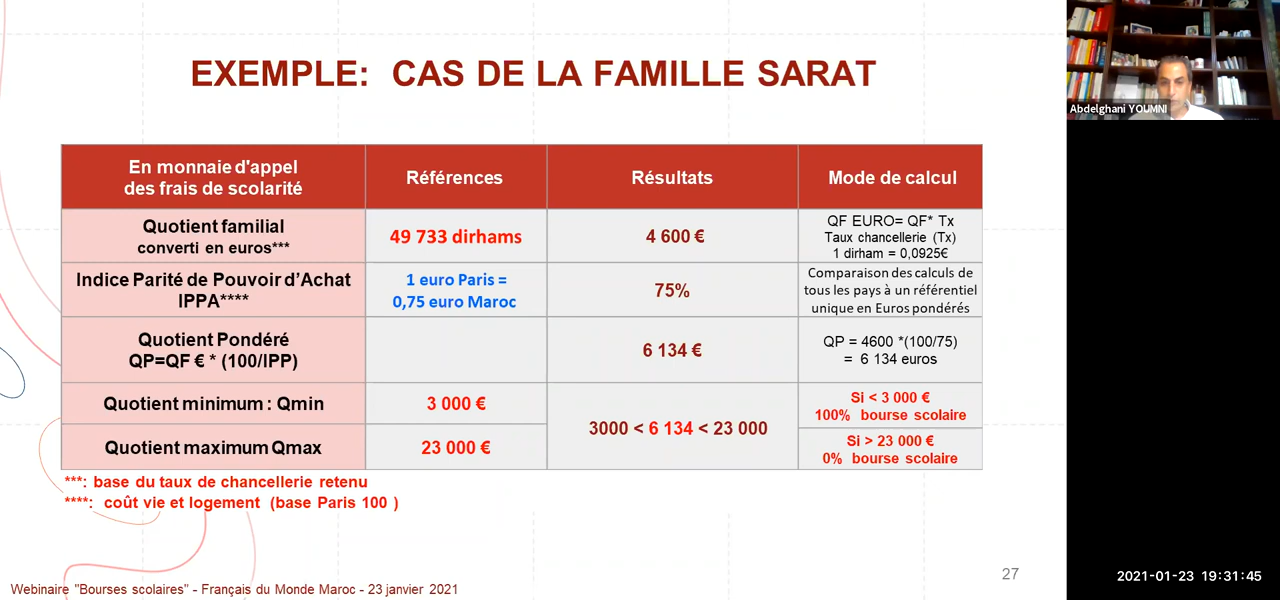 EXEMPLE: CAS DE LA FAMILLE SARAT
Abdelghani YOUMNI
En monnaie d'appel
des frais de scolarité
Références
Résultats
Mode de calcul
Quotient familial
converti en euros***
49 733 dirhams
4 600 €
QF EURO= QF* Tx
Taux chancellerie (Tx)
1 dirham = 0,0925€
Indice Parité de Pouvoir d'Achat
IPPA****
1 euro Paris =
0,75 euro Maroc
75%
Comparaison des calculs de
tous les pays à un référentiel
unique en Euros pondérés
Quotient Pondéré
QP=QF € * (100/IPP)
6 134 €
QP = 4600 *(100/75)
= 6 134 euros
Quotient minimum : Qmin
3 000 €
3000 < 6 134 < 23 000
Si < 3 000 €
100% bourse scolaire
Quotient maximum Qmax
23 000 €
Si > 23 000 €
0% bourse scolaire
***: base du taux de chancellerie retenu
****: coût vie et logement (base Paris 100 )
27
Webinaire "Bourses scolaires" - Français du Monde Maroc - 23 janvier 2021
2021-01-23 19:31:45